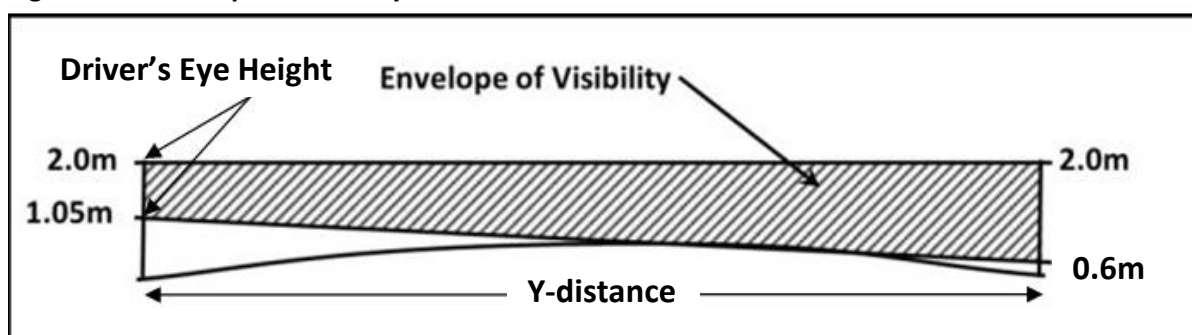 Driver's Eye Height
Envelope of Visibility
2.0m
2.0m
1.05m
0.6m
Y-distance